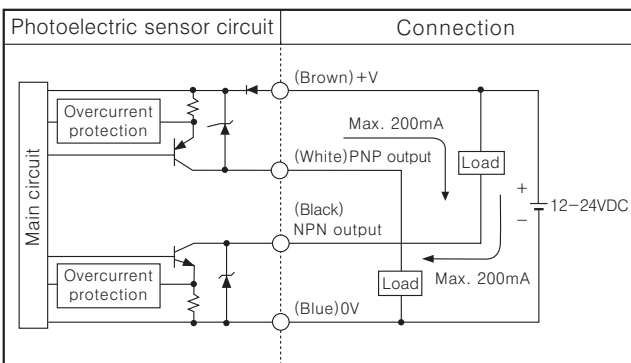 Photoelectric sensor circuit
Connection
(Brown)+V
Overcurrent
protection
Max. 200mA
(White)PNP output
Load
Main circuit
+
−
12−24VDC
(Black)
NPN output
Overcurrent
protection
Load
Max. 200mA
(Blue)0V